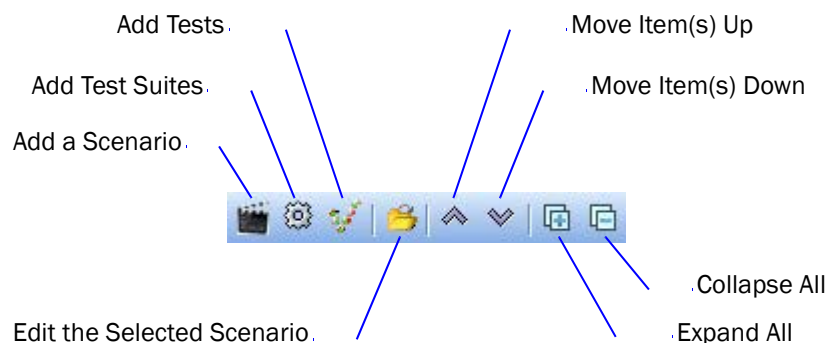 Add Tests
Move Item(s) Up
Add Test Suites
Move Item(s) Down
Add a Scenario
Collapse All
Edit the Selected Scenario
Expand All